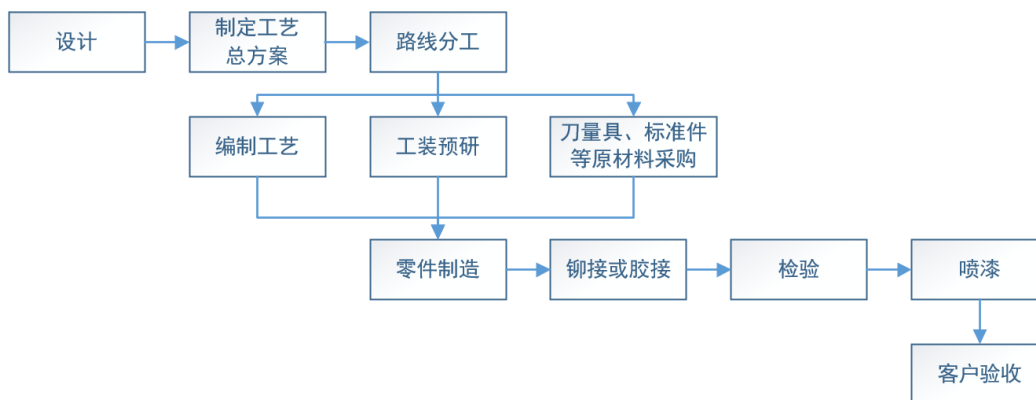 设计
制定工艺
总方案
路线分工
编制工艺
工装预研
刀量具、标准件
等原材料采购
零件制造
铆接或胶接
检验
喷漆
客户验收